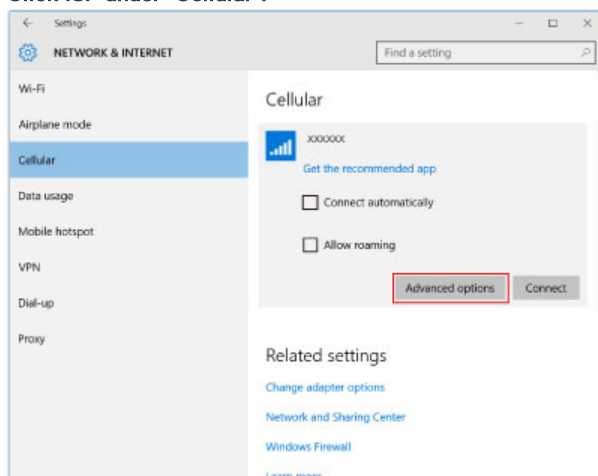 Settings
NETWORK & INTERNET
Find a setting
Wi-Fi
Airplane mode
Cellular
Data usage
Mobile hotspot
VPN
Dial-up
Proxy
Cellular
xxxxxx
Get the recommended app
Connect automatically
Allow roaming
Advanced options Connect
Related settings
Change adapter options
Network and Sharing Center
Windows Firewall
Learn more